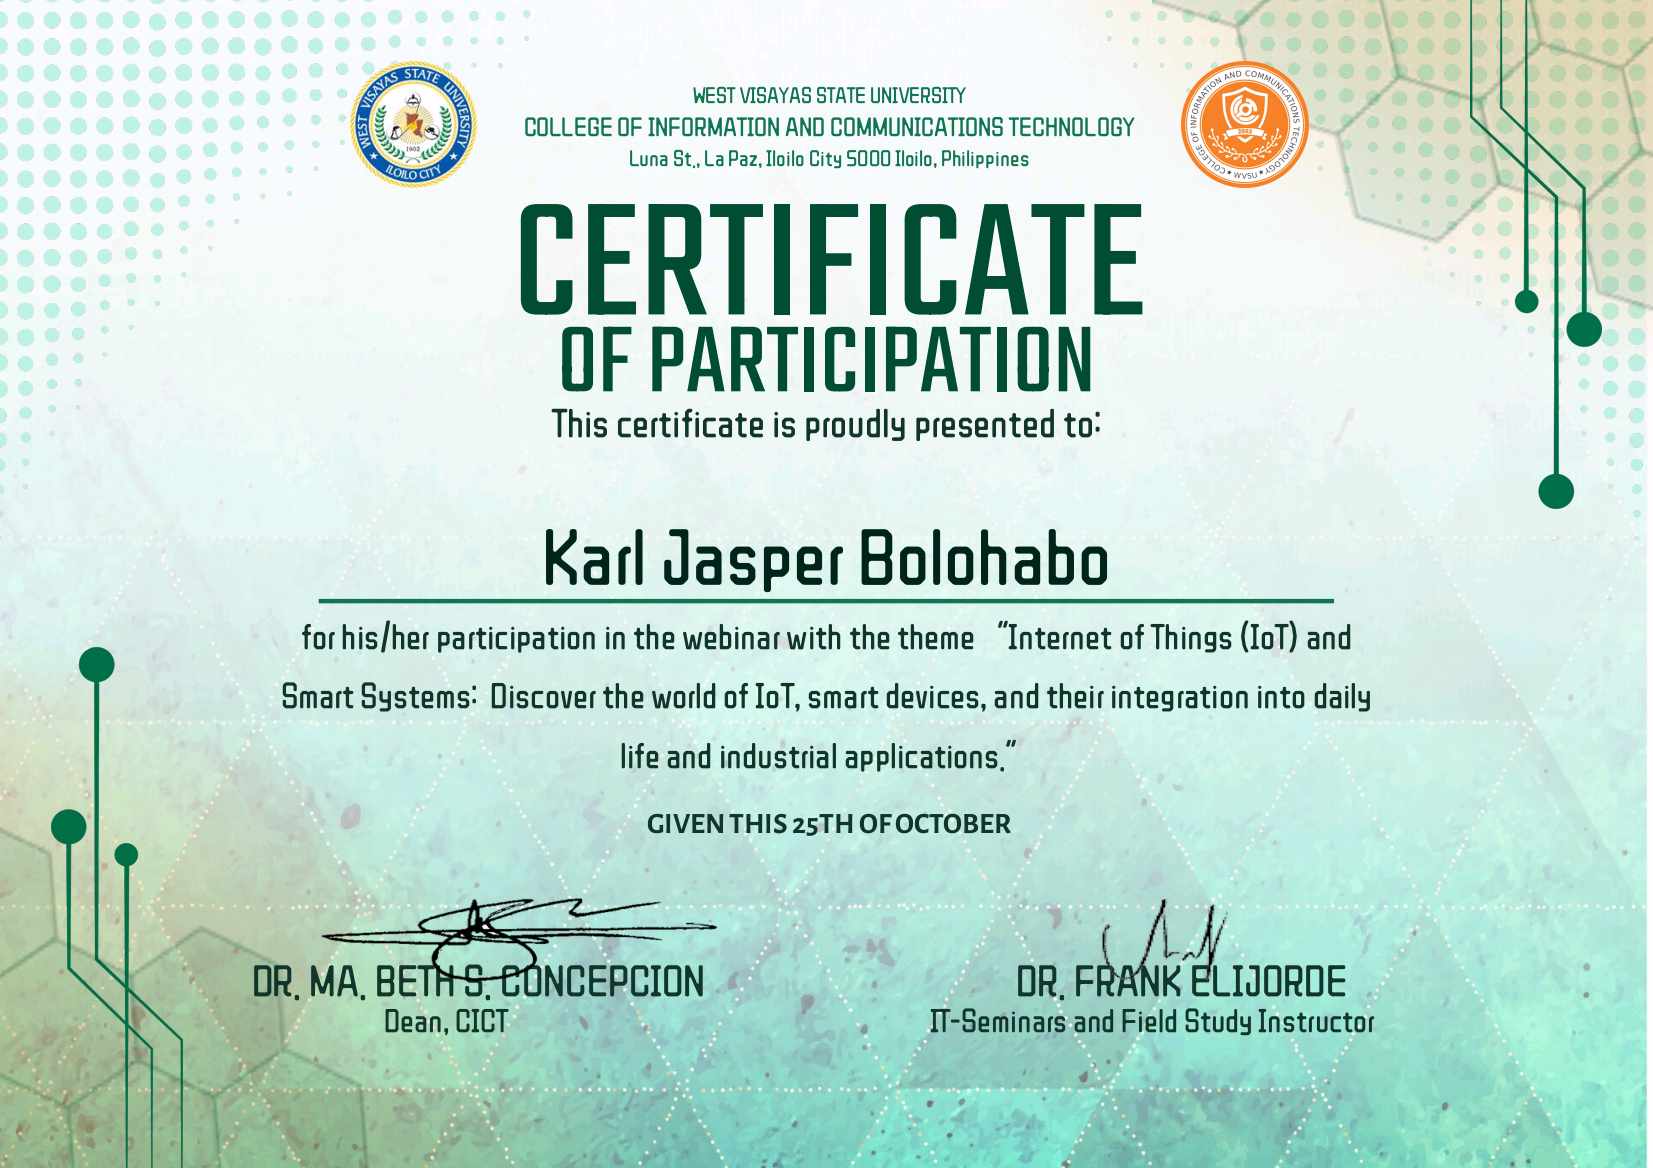 WEST VISAYAS STATE UNIVERSITY
ILOILO CITY
1902
WEST VISAYAS STATE UNIVERSITY
COLLEGE OF INFORMATION AND COMMUNICATIONS TECHNOLOGY
Luna St., La Paz, Iloilo City 5000 Iloilo, Philippines
COLLEGE OF INFORMATION AND COMMUNICATIONS TECHNOLOGY
WVSU
CERTIFICATE
OF PARTICIPATION
This certificate is proudly presented to:
Karl Jasper Bolohabo
for his/her participation in the webinar with the theme "Internet of Things (IoT) and
Smart Systems: Discover the world of IoT, smart devices, and their integration into daily
life and industrial applications."
GIVEN THIS 25TH OF OCTOBER
DR. MA. BETH S. CONCEPCION
Dean, CICT
DR. FRANK ELIJORDE
IT-Seminars and Field Study Instructor